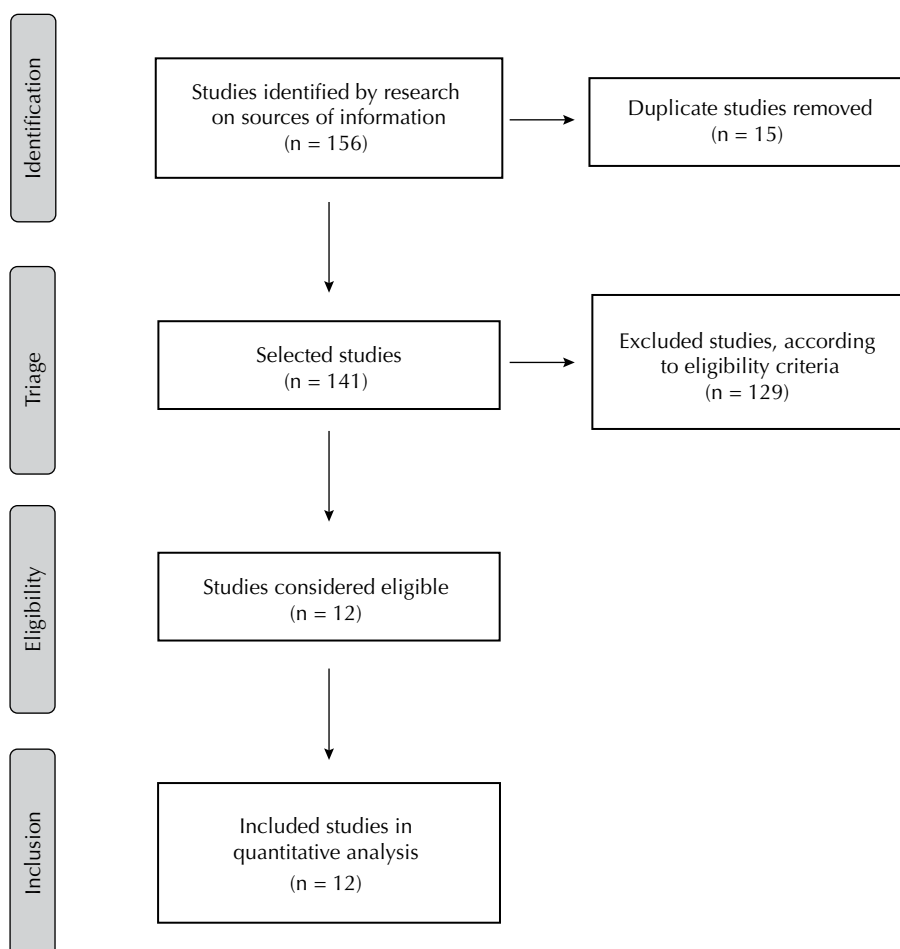 Identification
Studies identified by research
on sources of information
(n = 156)
Duplicate studies removed
(n = 15)
Triage
Selected studies
(n = 141)
Excluded studies, according
to eligibility criteria
(n = 129)
Eligibility
Studies considered eligible
(n = 12)
Inclusion
Included studies in
quantitative analysis
(n = 12)